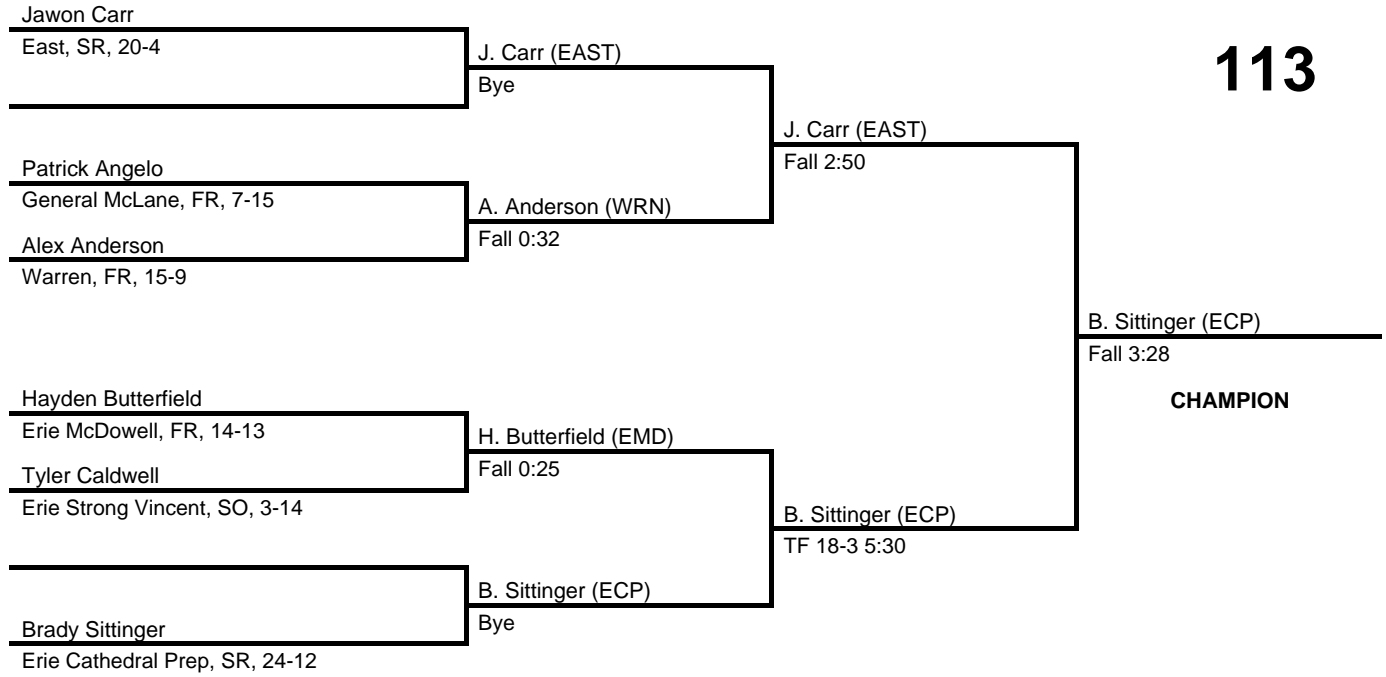 Jawon Carr
East, SR, 20-4
J. Carr (EAST)
Bye
113
J. Carr (EAST)
Fall 2:50
Patrick Angelo
General McLane, FR, 7-15
A. Anderson (WRN)
Fall 0:32
Alex Anderson
Warren, FR, 15-9
B. Sittinger (ECP)
Fall 3:28
CHAMPION
Hayden Butterfield
Erie McDowell, FR, 14-13
H. Butterfield (EMD)
Fall 0:25
Tyler Caldwell
Erie Strong Vincent, SO, 3-14
B. Sittinger (ECP)
TF 18-3 5:30
B. Sittinger (ECP)
Bye
Brady Sittinger
Erie Cathedral Prep, SR, 24-12